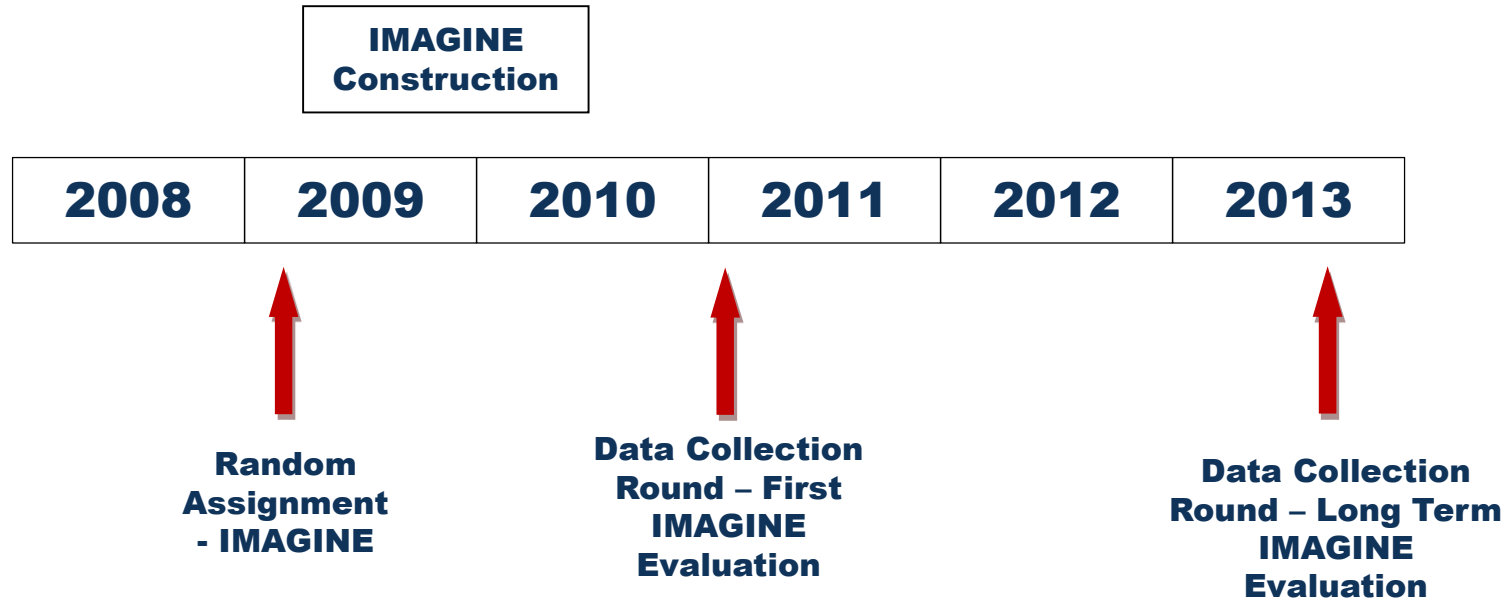 IMAGINE
Construction
2008 2009 2010 2011 2012 2013
Random
Assignment
- IMAGINE
Data Collection
Round – First
IMAGINE
Evaluation
Data Collection
Round – Long Term
IMAGINE
Evaluation